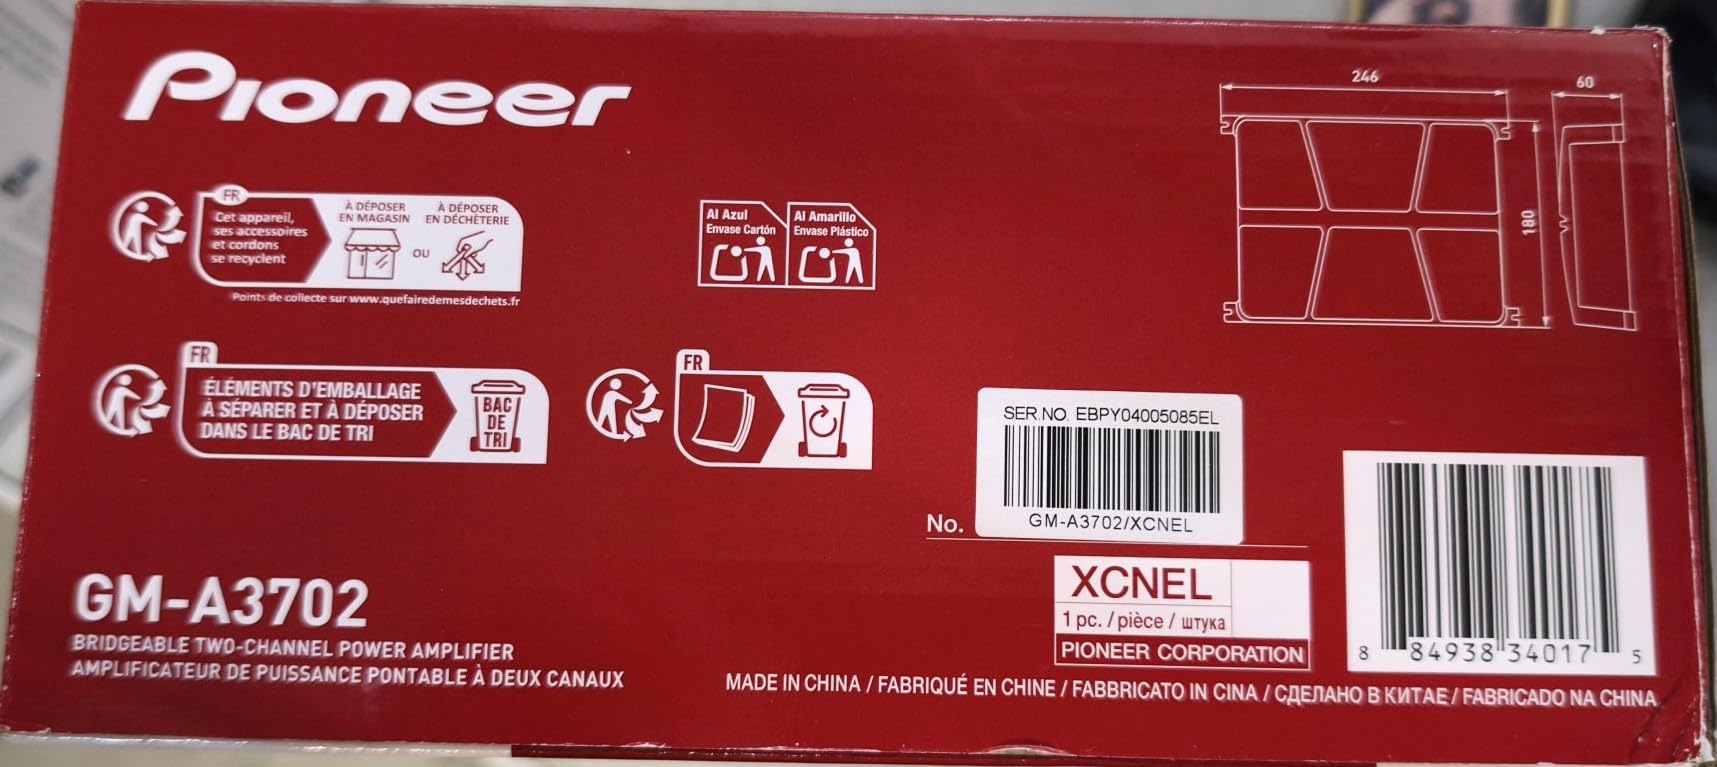 Pioneer
246
60
180
FR
Cet appareil,
ses accessoires
et cordons
se recyclent
À DÉPOSER
EN MAGASIN
OU
À DÉPOSER
EN DÉCHÈTERIE
Points de collecte sur www.quefairedemesdechets.fr
Al Azul
Envase Cartón
Al Amarillo
Envase Plástico
FR
ÉLÉMENTS D'EMBALLAGE
À SÉPARER ET À DÉPOSER
DANS LE BAC DE TRI
BAC
DE
TRI
FR
SER.NO. EBPY04005085EL
No.
GM-A3702/XCNEL
XCNEL
1 pc. / pièce / штука
PIONEER CORPORATION
8 84938 34017 5
GM-A3702
BRIDGEABLE TWO-CHANNEL POWER AMPLIFIER
AMPLIFICATEUR DE PUISSANCE PONTABLE À DEUX CANAUX
MADE IN CHINA / FABRIQUÉ EN CHINE / FABBRICATO IN CINA / СДЕЛАНО В КИТАЕ / FABRICADO NA CHINA